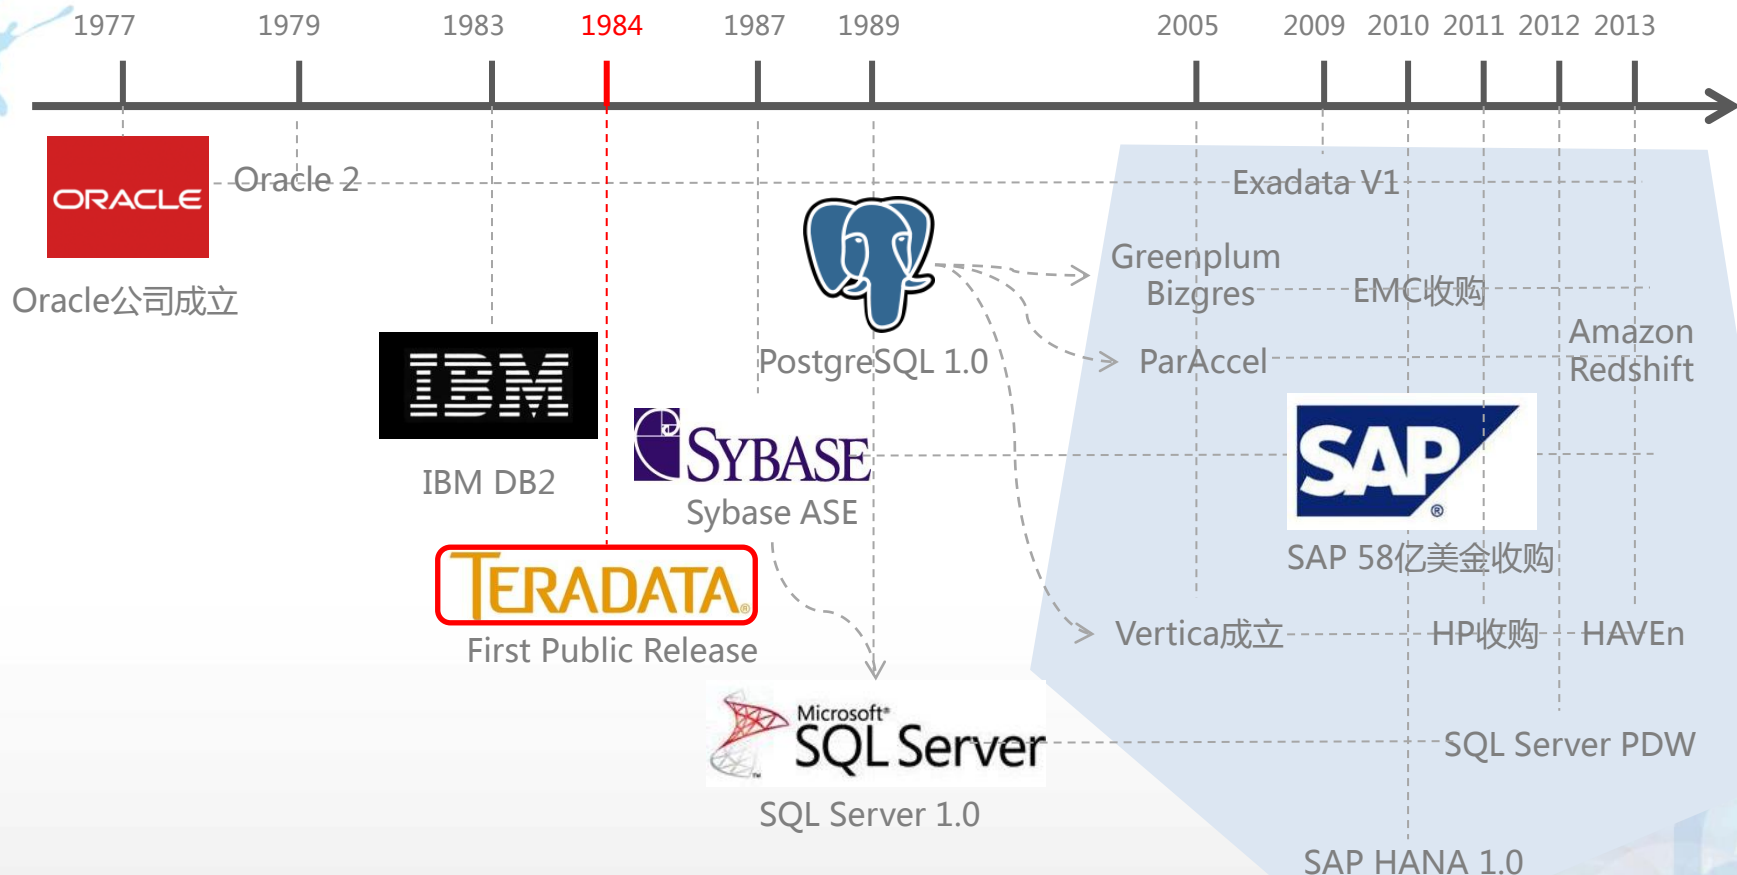 1977 1979 1983 1984 1987 1989 2005 2009 2010 2011 2012 2013
ORACLE
Oracle 2
Exadata V1
Oracle公司成立
Greenplum
Bizgres
EMC收购
PostgreSQL 1.0
ParAccel
Amazon
Redshift
IBM
IBM DB2
SYBASE
Sybase ASE
SAP®
SAP 58亿美金收购
TERADATA®
First Public Release
Vertica成立
HP收购
HAVEn
Microsoft®
SQL Server
SQL Server PDW
SQL Server 1.0
SAP HANA 1.0